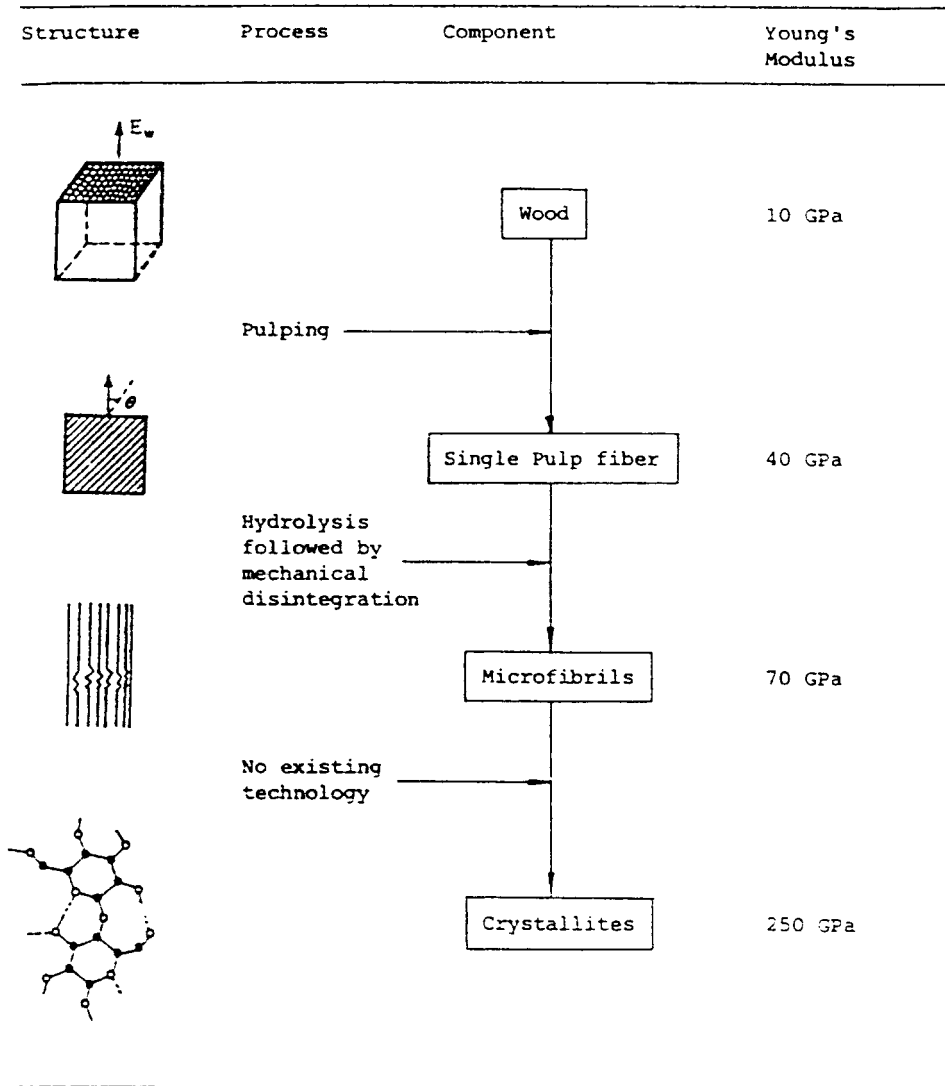 Structure Process Component Young's
Modulus
E_w
Wood 10 GPa
Pulping
θ
Single Pulp fiber 40 GPa
Hydrolysis
followed by
mechanical
disintegration
Microfibrils 70 GPa
No existing
technology
Crystallites 250 GPa